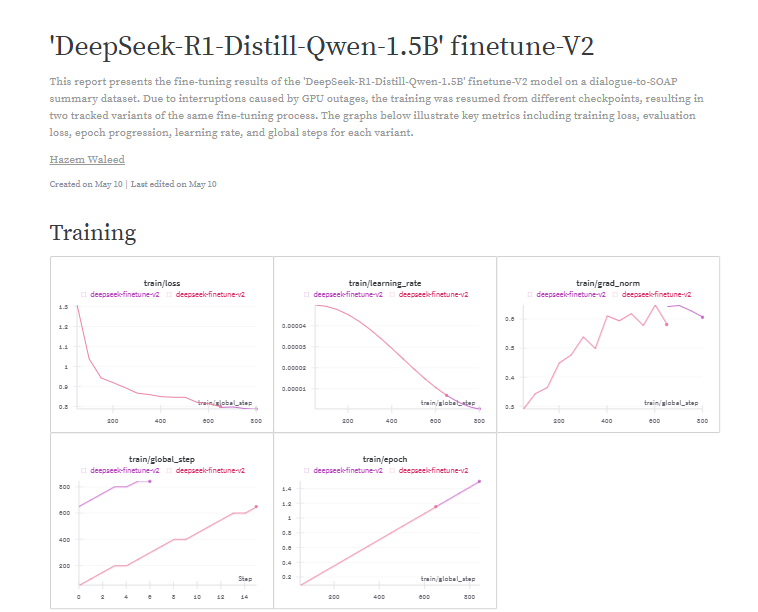 'DeepSeek-R1-Distill-Qwen-1.5B' finetune-V2
This report presents the fine-tuning results of the 'DeepSeek-R1-Distill-Qwen-1.5B' finetune-V2 model on a dialogue-to-SOAP
summary dataset. Due to interruptions caused by GPU outages, the training was resumed from different checkpoints, resulting in
two tracked variants of the same fine-tuning process. The graphs below illustrate key metrics including training loss, evaluation
loss, epoch progression, learning rate, and global steps for each variant.
Hazem Waleed
Created on May 10 | Last edited on May 10
Training
train/loss
deepseek-finetune-v2 deepseek-finetune-v2
1.3
1.2
1.1
1
0.9
0.8
train/global_step
200 400 600 800
train/learning_rate
deepseek-finetune-v2 deepseek-finetune-v2
0.00004
0.00003
0.00002
0.00001
train/global_step
200 400 600 800
train/grad_norm
deepseek-finetune-v2 deepseek-finetune-v2
0.6
0.5
0.4
0.3
train/global_step
200 400 600 800
train/global_step
deepseek-finetune-v2 deepseek-finetune-v2
800
600
400
200
Step
0 2 4 6 8 10 12 14
train/epoch
deepseek-finetune-v2 deepseek-finetune-v2
1.4
1.2
1
0.8
0.6
0.4
0.2
train/global_step
200 400 600 800